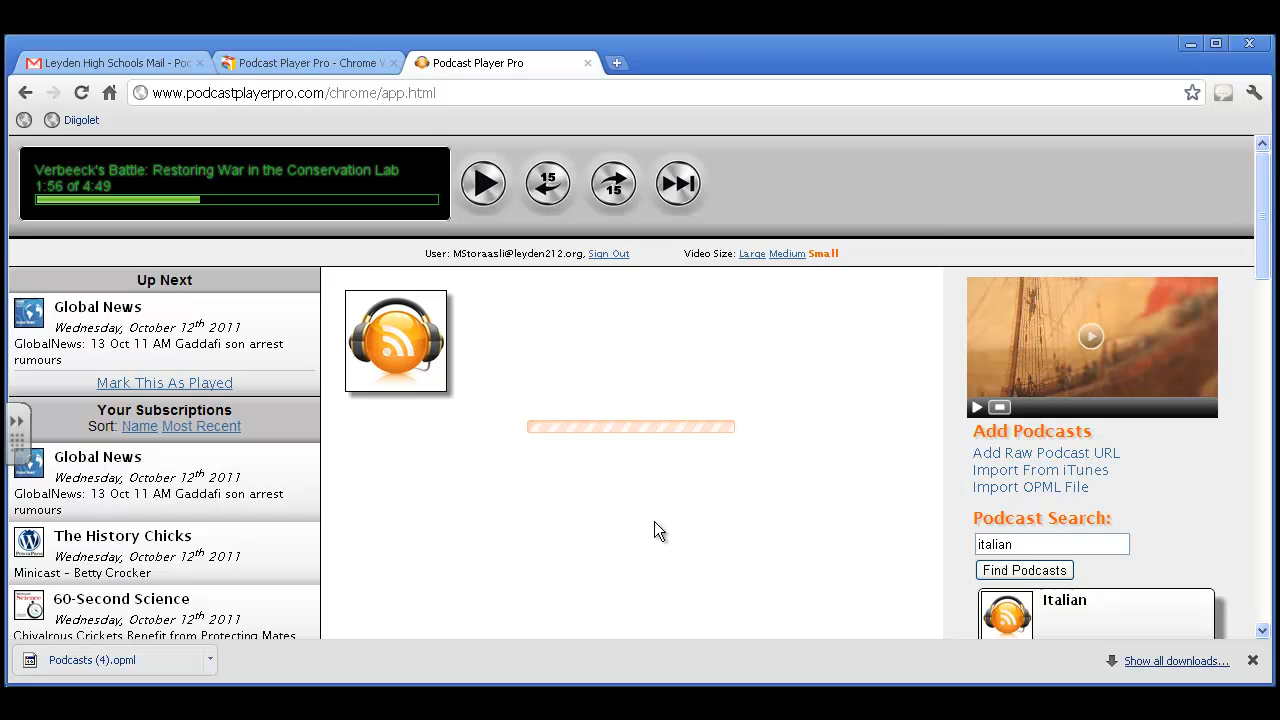 Leyden High Schools Mail - Poc
Podcast Player Pro - Chrome W
Podcast Player Pro
www.podcastplayerpro.com/chrome/app.html
Diigolet
Verbeeck's Battle: Restoring War in the Conservation Lab
1:56 of 4:49
15
15
User: MStoraasli@leyden212.org, Sign Out
Video Size: Large Medium Small
Up Next
Global News
Wednesday, October 12th 2011
GlobalNews: 13 Oct 11 AM Gaddafi son arrest
rumours
Mark This As Played
Your Subscriptions
Sort: Name Most Recent
Global News
Wednesday, October 12th 2011
GlobalNews: 13 Oct 11 AM Gaddafi son arrest
rumours
The History Chicks
Wednesday, October 12th 2011
Minicast - Betty Crocker
60-Second Science
Wednesday, October 12th 2011
Chivalrous Crickets Benefit from Protecting Mates
Add Podcasts
Add Raw Podcast URL
Import From iTunes
Import OPML File
Podcast Search:
italian
Find Podcasts
Italian
Podcasts (4).opml
Show all downloads...